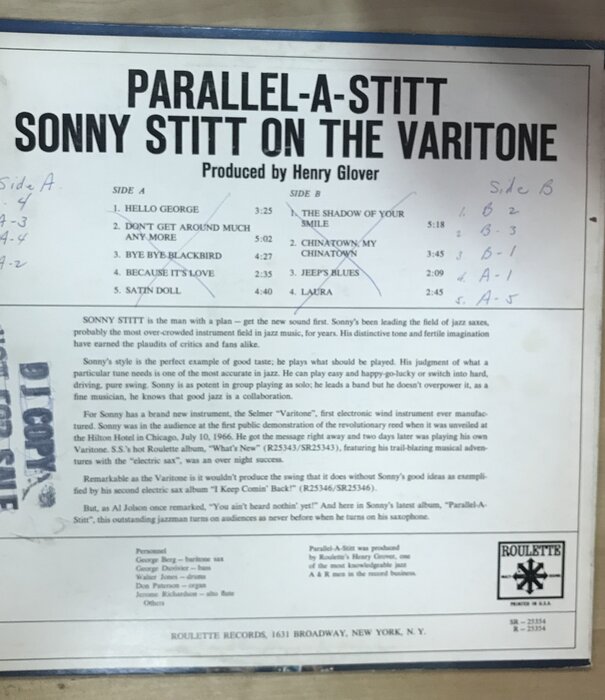 PARALLEL-A-STITT
SONNY STITT ON THE VARITONE
Produced by Henry Glover
Side A
4
A-3
A-4
A-2
SIDE A
1. HELLO GEORGE 3:25
2. DON'T GET AROUND MUCH
ANY MORE 5:02
3. BYE BYE BLACKBIRD 4:27
4. BECAUSE IT'S LOVE 2:35
5. SATIN DOLL 4:40
SIDE B
1. THE SHADOW OF YOUR
SMILE 5:18
2. CHINATOWN, MY
CHINATOWN 3:45
3. JEEP'S BLUES 2:09
4. LAURA 2:45
Side B
1. B 2
2 B-3
3 B-1
4. A-1
5. A-5
SONNY STITT is the man with a plan — get the new sound first. Sonny's been leading the field of jazz saxes,
probably the most over-crowded instrument field in jazz music, for years. His distinctive tone and fertile imagination
have earned the plaudits of critics and fans alike.
Sonny's style is the perfect example of good taste; he plays what should be played. His judgment of what a
particular tune needs is one of the most accurate in jazz. He can play easy and happy-go-lucky or switch into hard,
driving, pure swing. Sonny is as potent in group playing as solo; he leads a band but he doesn't overpower it, as a
fine musician, he knows that good jazz is a collaboration.
For Sonny has a brand new instrument, the Selmer "Varitone", first electronic wind instrument ever manufac-
tured. Sonny was in the audience at the first public demonstration of the revolutionary reed when it was unveiled at
the Hilton Hotel in Chicago, July 10, 1966. He got the message right away and two days later was playing his own
Varitone. S.S.'s hot Roulette album, "What's New" (R25343/SR25343), featuring his trail-blazing musical adven-
tures with the "electric sax", was an over night success.
Remarkable as the Varitone is it wouldn't produce the swing that it does without Sonny's good ideas as exempli-
fied by his second electric sax album "I Keep Comin' Back!" (R25346/SR25346).
But, as Al Jolson once remarked, "You ain't heard nothin' yet!" And here in Sonny's latest album, "Parallel-A-
Stitt", this outstanding jazzman turns on audiences as never before when he turns on his saxophone.
DJ COPY
NOT FOR SALE
Personnel
George Berg — baritone sax
George Duvivier — bass
Walter Jones — drums
Don Paterson — organ
Jerome Richardson — alto flute
Others
Parallel-A-Stitt was produced
by Roulette's Henry Glover, one
of the most knowledgeable jazz
A & R men in the record business.
ROULETTE
PRINTED IN U.S.A.
SR – 25354
R – 25354
ROULETTE RECORDS, 1631 BROADWAY, NEW YORK, N. Y.